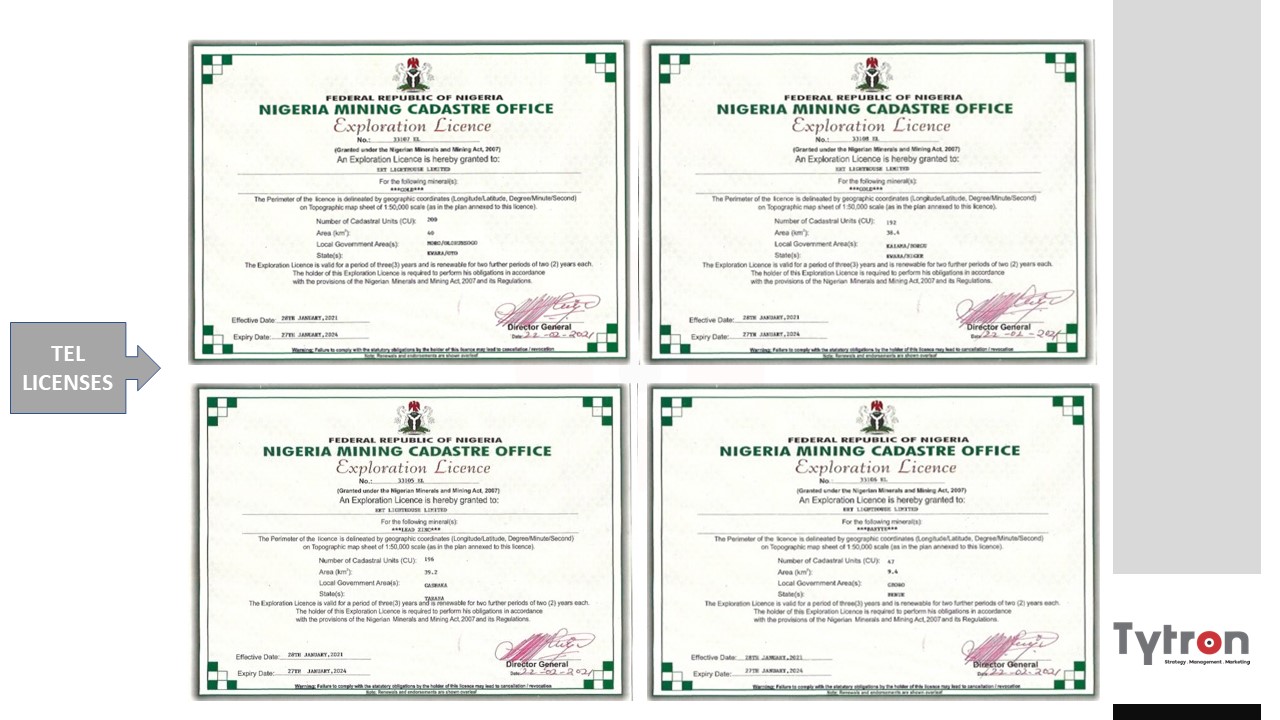 TEL
LICENSES
FEDERAL REPUBLIC OF NIGERIA
NIGERIA MINING CADASTRE OFFICE
Exploration Licence
No.: 33107 EL
(Granted under the Nigerian Minerals and Mining Act, 2007)
An Exploration Licence is hereby granted to:
LIGHTHOUSE LIMITED
For the following mineral(s):
***GOLD***
The Perimeter of the licence is delineated by geographic coordinates (Longitude/Latitude, Degree/Minute/Second)
on Topographic map sheet of 1:50,000 scale (as in the plan annexed to this licence).
Number of Cadastral Units (CU): 200
Area (km²): 40
Local Government Area(s): MORO/OLORUNSOGO
State(s): KWARA/OYO
The Exploration Licence is valid for a period of three(3) years and is renewable for two further periods of two (2) years each.
The holder of this Exploration Licence is required to perform his obligations in accordance
with the provisions of the Nigerian Minerals and Mining Act, 2007 and its Regulations.
Effective Date: 28TH JANUARY,2021
Director General
Expiry Date: 27TH JANUARY,2024
Date: 22-02-2021
Warning: Failure to comply with the statutory obligations by the holder of this licence may lead to cancellation / revocation
Note: Renewals and endorsements are shown overleaf
FEDERAL REPUBLIC OF NIGERIA
NIGERIA MINING CADASTRE OFFICE
Exploration Licence
No.: 33108 EL
(Granted under the Nigerian Minerals and Mining Act, 2007)
An Exploration Licence is hereby granted to:
LIGHTHOUSE LIMITED
For the following mineral(s):
***GOLD***
The Perimeter of the licence is delineated by geographic coordinates (Longitude/Latitude, Degree/Minute/Second)
on Topographic map sheet of 1:50,000 scale (as in the plan annexed to this licence).
Number of Cadastral Units (CU): 192
Area (km²): 38.4
Local Government Area(s): KAIAMA/BORGU
State(s): KWARA/NIGER
The Exploration Licence is valid for a period of three(3) years and is renewable for two further periods of two (2) years each.
The holder of this Exploration Licence is required to perform his obligations in accordance
with the provisions of the Nigerian Minerals and Mining Act, 2007 and its Regulations.
Effective Date: 28TH JANUARY,2021
Director General
Expiry Date: 27TH JANUARY,2024
Date: 22-02-2021
Warning: Failure to comply with the statutory obligations by the holder of this licence may lead to cancellation / revocation
Note: Renewals and endorsements are shown overleaf
FEDERAL REPUBLIC OF NIGERIA
NIGERIA MINING CADASTRE OFFICE
Exploration Licence
No.: 33105 EL
(Granted under the Nigerian Minerals and Mining Act, 2007)
An Exploration Licence is hereby granted to:
LIGHTHOUSE LIMITED
For the following mineral(s):
***LEAD ZINC***
The Perimeter of the licence is delineated by geographic coordinates (Longitude/Latitude, Degree/Minute/Second)
on Topographic map sheet of 1:50,000 scale (as in the plan annexed to this licence).
Number of Cadastral Units (CU): 196
Area (km²): 39.2
Local Government Area(s): GASHAKA
State(s): TARABA
The Exploration Licence is valid for a period of three(3) years and is renewable for two further periods of two (2) years each.
The holder of this Exploration Licence is required to perform his obligations in accordance
with the provisions of the Nigerian Minerals and Mining Act, 2007 and its Regulations.
Effective Date: 28TH JANUARY,2021
Director General
Expiry Date: 27TH JANUARY,2024
Date: 22-02-2021
Warning: Failure to comply with the statutory obligations by the holder of this licence may lead to cancellation / revocation
Note: Renewals and endorsements are shown overleaf
FEDERAL REPUBLIC OF NIGERIA
NIGERIA MINING CADASTRE OFFICE
Exploration Licence
No.: 33106 EL
(Granted under the Nigerian Minerals and Mining Act, 2007)
An Exploration Licence is hereby granted to:
LIGHTHOUSE LIMITED
For the following mineral(s):
***BARYTE***
The Perimeter of the licence is delineated by geographic coordinates (Longitude/Latitude, Degree/Minute/Second)
on Topographic map sheet of 1:50,000 scale (as in the plan annexed to this licence).
Number of Cadastral Units (CU): 47
Area (km²): 9.4
Local Government Area(s):
State(s): BENUE
The Exploration Licence is valid for a period of three(3) years and is renewable for two further periods of two (2) years each.
The holder of this Exploration Licence is required to perform his obligations in accordance
with the provisions of the Nigerian Minerals and Mining Act, 2007 and its Regulations.
Effective Date: 28TH JANUARY,2021
Director General
Expiry Date: 27TH JANUARY,2024
Date: 22-02-2021
Warning: Failure to comply with the statutory obligations by the holder of this licence may lead to cancellation / revocation
Note: Renewals and endorsements are shown overleaf
Tytron
Strategy . Management . Marketing